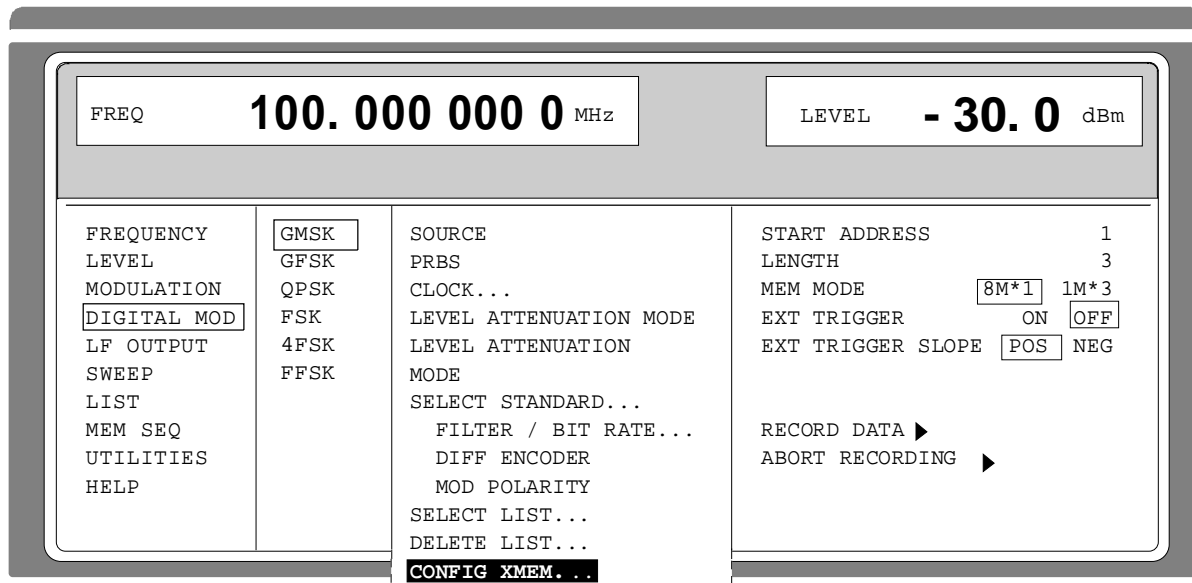 FREQ 100. 000 000 0 MHz
LEVEL - 30. 0 dBm
FREQUENCY
LEVEL
MODULATION
DIGITAL MOD
LF OUTPUT
SWEEP
LIST
MEM SEQ
UTILITIES
HELP
GMSK
GFSK
QPSK
FSK
4FSK
FFSK
SOURCE
PRBS
CLOCK...
LEVEL ATTENUATION MODE
LEVEL ATTENUATION
MODE
SELECT STANDARD...
FILTER / BIT RATE...
DIFF ENCODER
MOD POLARITY
SELECT LIST...
DELETE LIST...
CONFIG XMEM...
START ADDRESS 1
LENGTH 3
MEM MODE 8M*1 1M*3
EXT TRIGGER ON OFF
EXT TRIGGER SLOPE POS NEG
RECORD DATA
ABORT RECORDING